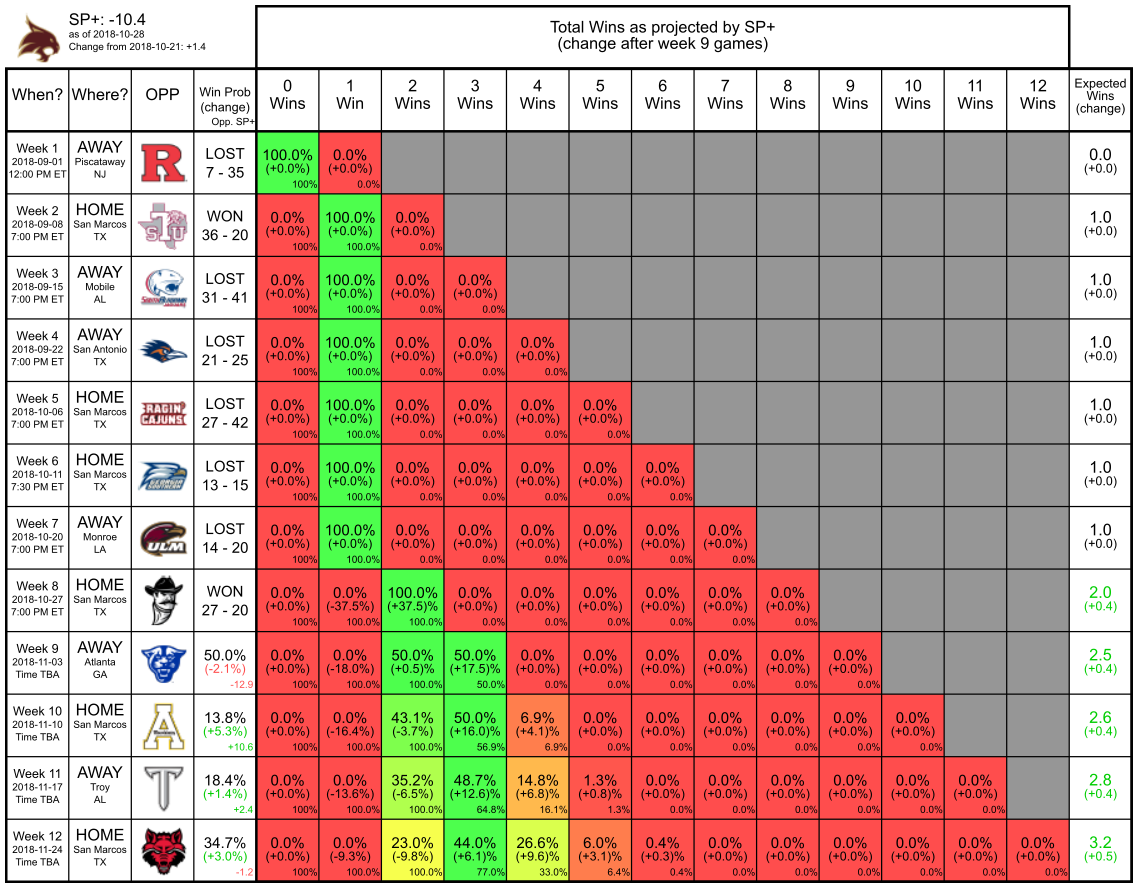 SP+: -10.4
as of 2018-10-28
Change from 2018-10-21: +1.4
Total Wins as projected by SP+
(change after week 9 games)
When? Where? OPP Win Prob (change) Opp. SP+ 0 Wins 1 Win 2 Wins 3 Wins 4 Wins 5 Wins 6 Wins 7 Wins 8 Wins 9 Wins 10 Wins 11 Wins 12 Wins Expected Wins (change)
Week 1 AWAY LOST 100.0% 0.0% 0.0
2018-09-01 Piscataway R 7 - 35 (+0.0%) (+0.0%) (+0.0)
12:00 PM ET NJ 100% 0.0%
Week 2 HOME WON 0.0% 100.0% 0.0% 1.0
2018-09-08 San Marcos 36 - 20 (+0.0%) (+0.0%) (+0.0%) (+0.0)
7:00 PM ET TX 100% 100.0% 0.0%
Week 3 AWAY LOST 0.0% 100.0% 0.0% 0.0% 1.0
2018-09-15 Mobile 31 - 41 (+0.0%) (+0.0%) (+0.0%) (+0.0%) (+0.0)
7:00 PM ET AL 100% 100.0% 0.0% 0.0%
Week 4 AWAY LOST 0.0% 100.0% 0.0% 0.0% 0.0% 1.0
2018-09-22 San Antonio 21 - 25 (+0.0%) (+0.0%) (+0.0%) (+0.0%) (+0.0%) (+0.0)
7:00 PM ET TX 100% 100.0% 0.0% 0.0% 0.0%
Week 5 HOME LOST 0.0% 100.0% 0.0% 0.0% 0.0% 0.0% 1.0
2018-10-06 San Marcos RAGIN' CAJUNS 27 - 42 (+0.0%) (+0.0%) (+0.0%) (+0.0%) (+0.0%) (+0.0%) (+0.0)
7:00 PM ET TX 100% 100.0% 0.0% 0.0% 0.0% 0.0%
Week 6 HOME LOST 0.0% 100.0% 0.0% 0.0% 0.0% 0.0% 0.0% 1.0
2018-10-11 San Marcos GEORGIA SOUTHERN 13 - 15 (+0.0%) (+0.0%) (+0.0%) (+0.0%) (+0.0%) (+0.0%) (+0.0%) (+0.0)
7:30 PM ET TX 100% 100.0% 0.0% 0.0% 0.0% 0.0% 0.0%
Week 7 AWAY LOST 0.0% 100.0% 0.0% 0.0% 0.0% 0.0% 0.0% 0.0% 1.0
2018-10-20 Monroe ULM 14 - 20 (+0.0%) (+0.0%) (+0.0%) (+0.0%) (+0.0%) (+0.0%) (+0.0%) (+0.0%) (+0.0)
7:00 PM ET LA 100% 100.0% 0.0% 0.0% 0.0% 0.0% 0.0% 0.0%
Week 8 HOME WON 0.0% 0.0% 100.0% 0.0% 0.0% 0.0% 0.0% 0.0% 0.0% 2.0
2018-10-27 San Marcos 27 - 20 (+0.0%) (-37.5%) (+37.5)% (+0.0%) (+0.0%) (+0.0%) (+0.0%) (+0.0%) (+0.0%) (+0.4)
7:00 PM ET TX 100% 100.0% 100.0% 0.0% 0.0% 0.0% 0.0% 0.0% 0.0%
Week 9 AWAY 50.0% 0.0% 0.0% 50.0% 50.0% 0.0% 0.0% 0.0% 0.0% 0.0% 0.0% 2.5
2018-11-03 Atlanta (-2.1%) (+0.0%) (-18.0%) (+0.5)% (+17.5)% (+0.0%) (+0.0%) (+0.0%) (+0.0%) (+0.0%) (+0.0%) (+0.4)
Time TBA GA -12.9 100% 100.0% 100.0% 50.0% 0.0% 0.0% 0.0% 0.0% 0.0% 0.0%
Week 10 HOME 13.8% 0.0% 0.0% 43.1% 50.0% 6.9% 0.0% 0.0% 0.0% 0.0% 0.0% 0.0% 2.6
2018-11-10 San Marcos (+5.3%) (+0.0%) (-16.4%) (-3.7%) (+16.0)% (+4.1)% (+0.0%) (+0.0%) (+0.0%) (+0.0%) (+0.0%) (+0.0%) (+0.4)
Time TBA TX +10.6 100% 100.0% 100.0% 56.9% 6.9% 0.0% 0.0% 0.0% 0.0% 0.0% 0.0%
Week 11 AWAY 18.4% 0.0% 0.0% 35.2% 48.7% 14.8% 1.3% 0.0% 0.0% 0.0% 0.0% 0.0% 0.0% 2.8
2018-11-17 Troy T (+1.4%) (+0.0%) (-13.6%) (-6.5%) (+12.6)% (+6.8)% (+0.8)% (+0.0%) (+0.0%) (+0.0%) (+0.0%) (+0.0%) (+0.0%) (+0.4)
Time TBA AL +2.4 100% 100.0% 100.0% 64.8% 16.1% 1.3% 0.0% 0.0% 0.0% 0.0% 0.0% 0.0%
Week 12 HOME 34.7% 0.0% 0.0% 23.0% 44.0% 26.6% 6.0% 0.4% 0.0% 0.0% 0.0% 0.0% 0.0% 0.0% 3.2
2018-11-24 San Marcos (+3.0%) (+0.0%) (-9.3%) (-9.8%) (+6.1)% (+9.6)% (+3.1)% (+0.3)% (+0.0%) (+0.0%) (+0.0%) (+0.0%) (+0.0%) (+0.0%) (+0.5)
Time TBA TX -1.2 100% 100.0% 100.0% 77.0% 33.0% 6.4% 0.4% 0.0% 0.0% 0.0% 0.0% 0.0% 0.0%